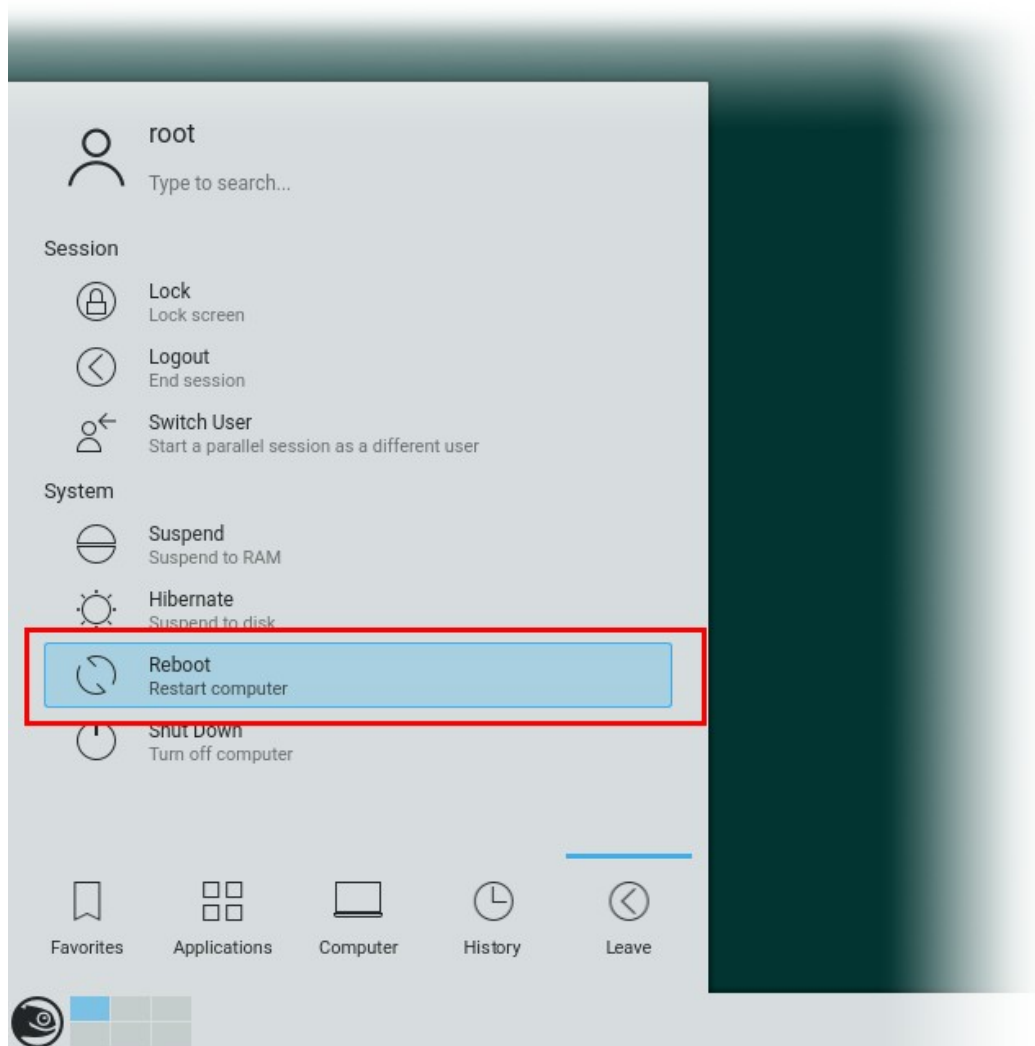 root
Type to search...
Session
Lock
Lock screen
Logout
End session
Switch User
Start a parallel session as a different user
System
Suspend
Suspend to RAM
Hibernate
Suspend to disk
Reboot
Restart computer
Shut Down
Turn off computer
Favorites Applications Computer History Leave